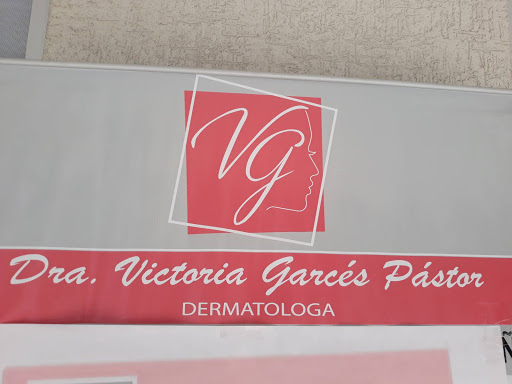 VG
Dra. Victoria Garcés Pástor
DERMATOLOGA